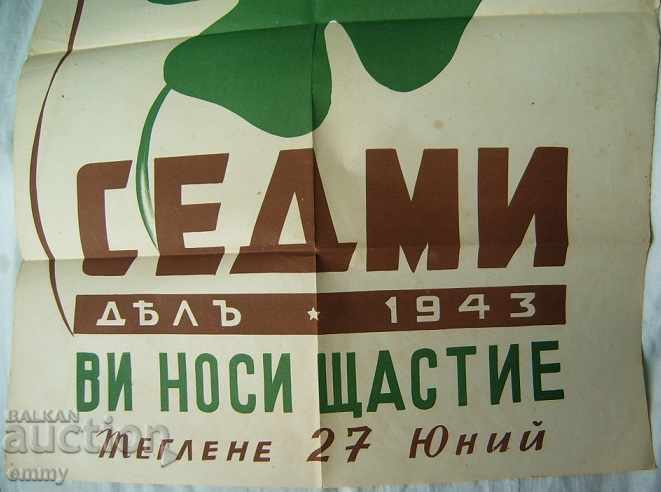 СЕДМИ
ДѢЛЪ ★ 1943
ВИ НОСИ ЩАСТИЕ
Теглене 27 Юний
BALKAN
auction
emmy